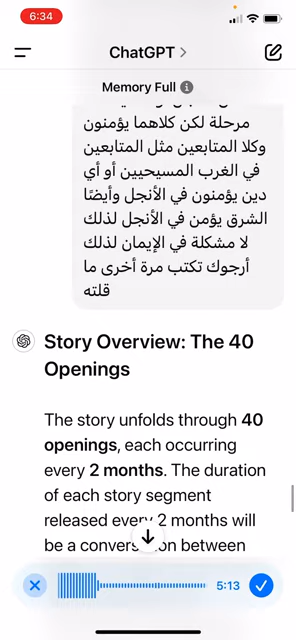 6:34
ChatGPT >
Memory Full
مرحلة لكن كلاهما يؤمنون
وكلا المتابعين مثل المتابعين
في الغرب المسيحيين أو أي
دين يؤمنون في الأنجل وأيضًا
الشرق يؤمن في الأنجل لذلك
لا مشكلة في الإيمان لذلك
أرجوك تكتب مرة أخرى ما
قلته
Story Overview: The 40
Openings
The story unfolds through 40
openings, each occurring
every 2 months. The duration
of each story segment
released every 2 months will
be a conversation between
5:13